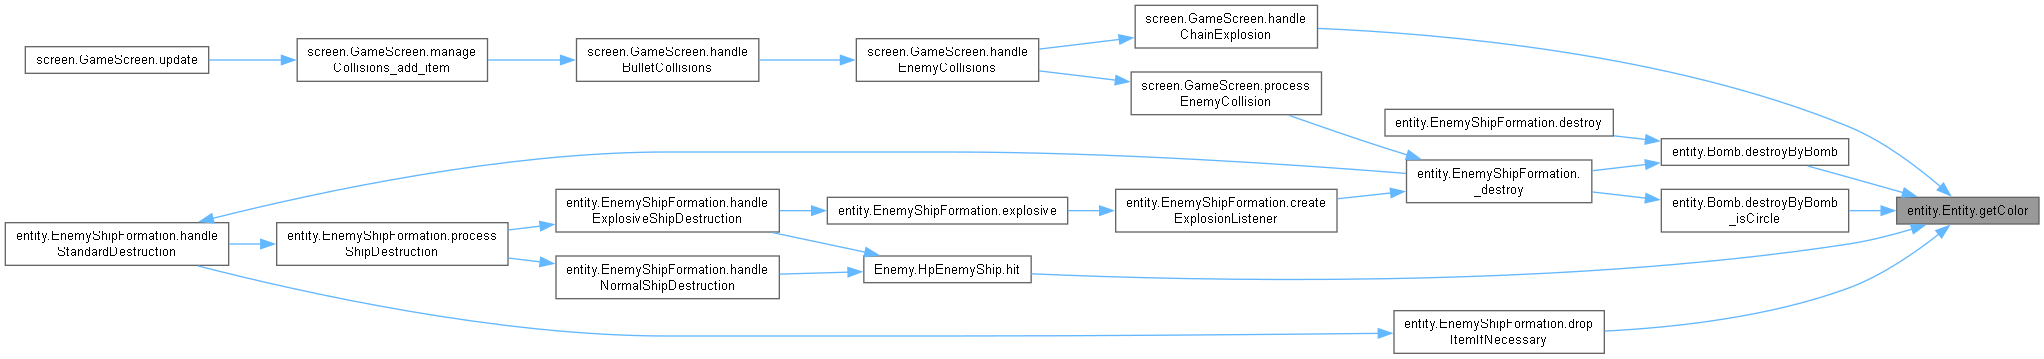 screen.GameScreen.update
screen.GameScreen.manage
Collisions_add_item
screen.GameScreen.handle
BulletCollisions
screen.GameScreen.handle
EnemyCollisions
screen.GameScreen.handle
ChainExplosion
screen.GameScreen.process
EnemyCollision
entity.EnemyShipFormation.destroy
entity.Bomb.destroyByBomb
entity.EnemyShipFormation.
_destroy
entity.Bomb.destroyByBomb
_isCircle
entity.Entity.getColor
entity.EnemyShipFormation.handle
StandardDestruction
entity.EnemyShipFormation.process
ShipDestruction
entity.EnemyShipFormation.handle
ExplosiveShipDestruction
entity.EnemyShipFormation.explosive
entity.EnemyShipFormation.create
ExplosionListener
entity.EnemyShipFormation.handle
NormalShipDestruction
Enemy.HpEnemyShip.hit
entity.EnemyShipFormation.drop
ItemIfNecessary